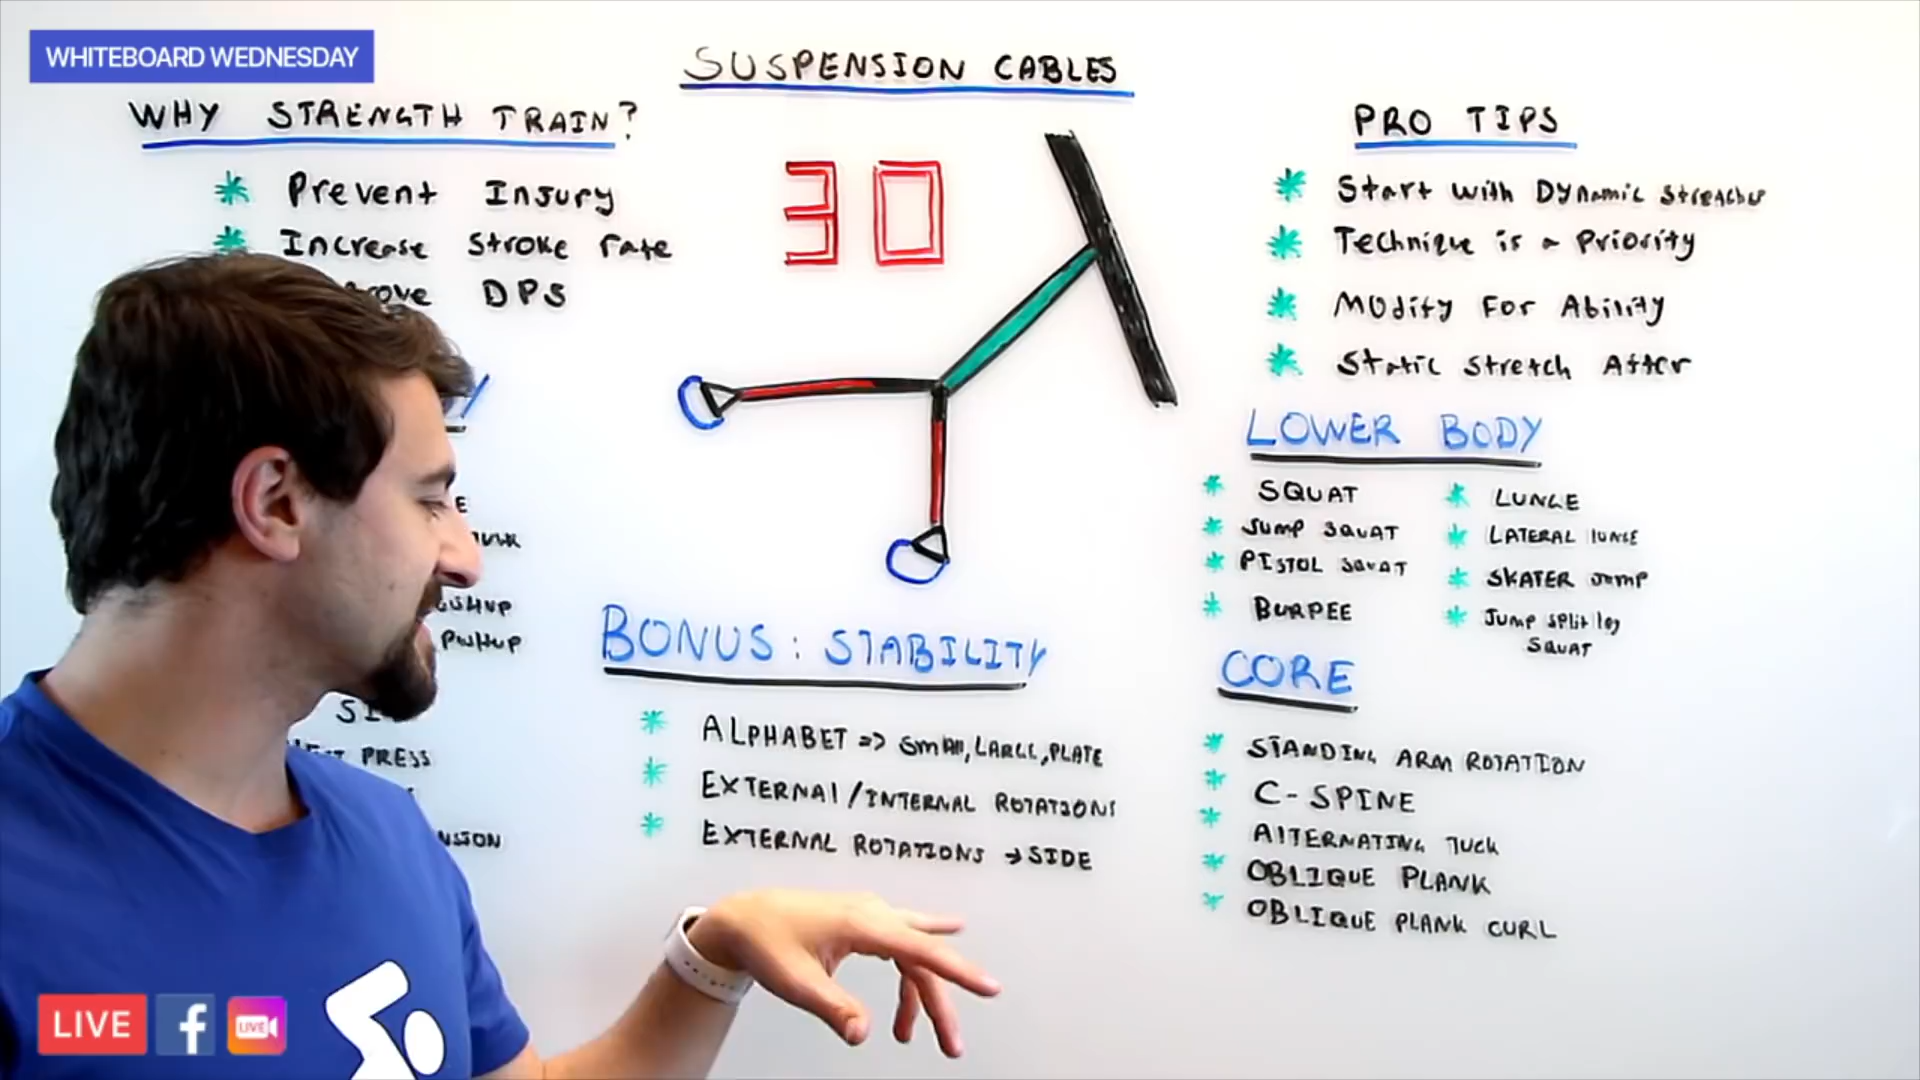 WHITEBOARD WEDNESDAY
SUSPENSION CABLES
WHY STRENGTH TRAIN?
Prevent Injury
Increase Stroke rate
DPS
30
PRO TIPS
Start with Dynamic Stretches
Technique is a Priority
Modify For Ability
Static Stretch After
LOWER BODY
SQUAT
JUMP SQUAT
PISTOL SQUAT
BURPEE
LUNGE
LATERAL LUNGE
SKATER JUMP
Jump Split leg
SQUAT
PUSHUP
PRESS
BONUS: STABILITY
ALPHABET => Small, LARGE, PLATE
EXTERNAL/INTERNAL ROTATIONS
EXTERNAL ROTATIONS → SIDE
CORE
STANDING ARM ROTATION
C-SPINE
ALTERNATING TUCK
OBLIQUE PLANK
OBLIQUE PLANK CURL
LIVE
f
LIVE